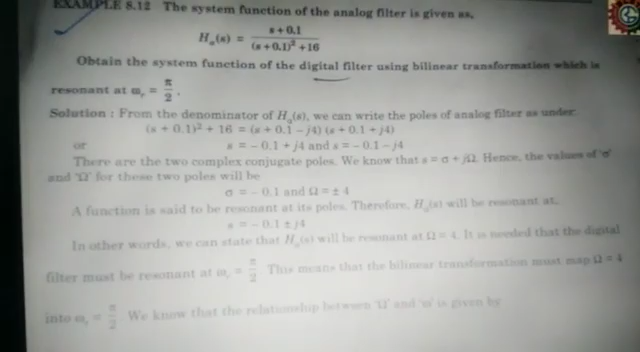 EXAMPLE 8.12 The system function of the analog filter is given as,
Hₐ(s) = s + 0.1 / (s + 0.1)² + 16
Obtain the system function of the digital filter using bilinear transformation which is
resonant at ωᵣ = π/2.
Solution : From the denominator of Hₐ(s), we can write the poles of analog filter as under:
(s + 0.1)² + 16 = (s + 0.1 – j4) (s + 0.1 + j4)
or s = – 0.1 + j4 and s = – 0.1 – j4
There are the two complex conjugate poles. We know that s = σ + jΩ. Hence, the values of 'σ'
and 'Ω' for these two poles will be
σ = – 0.1 and Ω = ± 4
A function is said to be resonant at its poles. Therefore, Hₐ(s) will be resonant at,
s = – 0.1 ± j4
In other words, we can state that Hₐ(s) will be resonant at Ω = 4. It is needed that the digital
filter must be resonant at ωᵣ = π/2. This means that the bilinear transformation must map Ω = 4
into ωᵣ = π/2. We know that the relationship between 'Ω' and 'ω' is given by